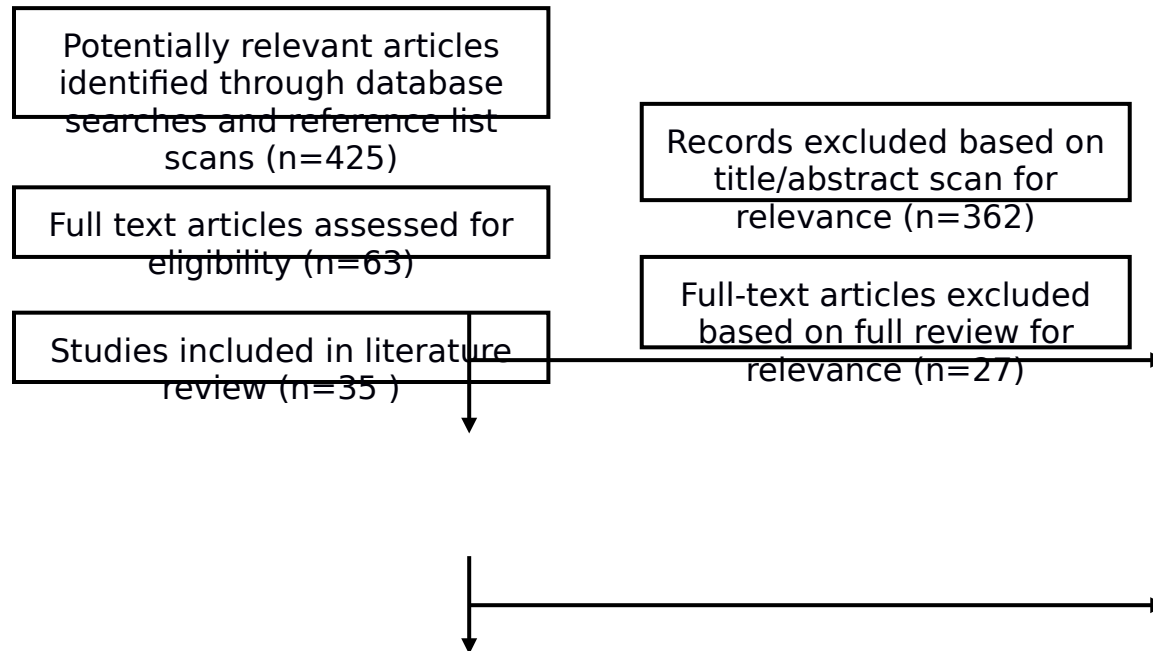 Potentially relevant articles
identified through database
searches and reference list
scans (n=425)
Records excluded based on
title/abstract scan for
relevance (n=362)
Full text articles assessed for
eligibility (n=63)
Full-text articles excluded
based on full review for
relevance (n=27)
Studies included in literature
review (n=35 )